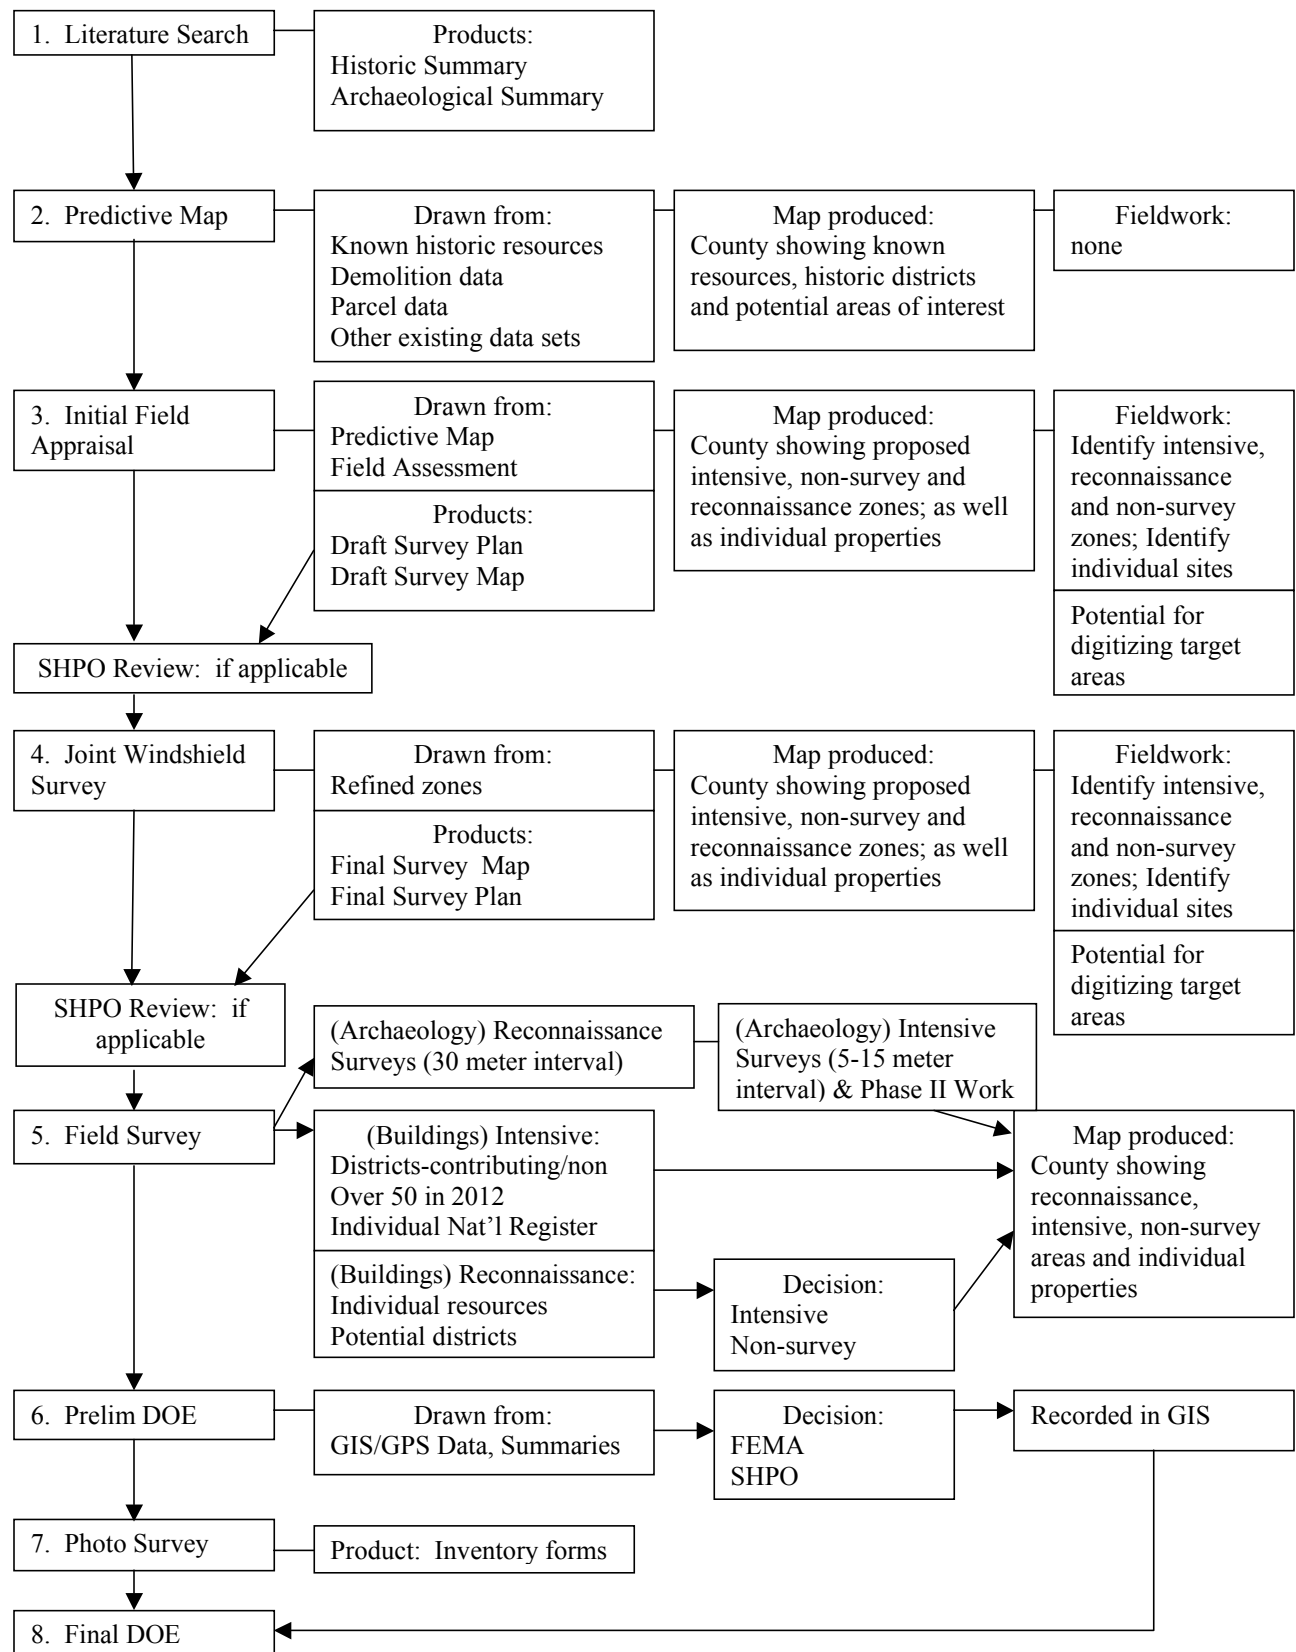 1. Literature Search
Products:
Historic Summary
Archaeological Summary
2. Predictive Map
Drawn from:
Known historic resources
Demolition data
Parcel data
Other existing data sets
Map produced:
County showing known
resources, historic districts
and potential areas of interest
Fieldwork:
none
3. Initial Field
Appraisal
Drawn from:
Predictive Map
Field Assessment
Products:
Draft Survey Plan
Draft Survey Map
Map produced:
County showing proposed
intensive, non-survey and
reconnaissance zones; as well
as individual properties
Fieldwork:
Identify intensive,
reconnaissance
and non-survey
zones; Identify
individual sites
Potential for
digitizing target
areas
SHPO Review: if applicable
4. Joint Windshield
Survey
Drawn from:
Refined zones
Products:
Final Survey Map
Final Survey Plan
Map produced:
County showing proposed
intensive, non-survey and
reconnaissance zones; as well
as individual properties
Fieldwork:
Identify intensive,
reconnaissance
and non-survey
zones; Identify
individual sites
Potential for
digitizing target
areas
SHPO Review: if
applicable
(Archaeology) Reconnaissance
Surveys (30 meter interval)
(Archaeology) Intensive
Surveys (5-15 meter
interval) & Phase II Work
5. Field Survey
(Buildings) Intensive:
Districts-contributing/non
Over 50 in 2012
Individual Nat’l Register
(Buildings) Reconnaissance:
Individual resources
Potential districts
Decision:
Intensive
Non-survey
Map produced:
County showing
reconnaissance,
intensive, non-survey
areas and individual
properties
6. Prelim DOE
Drawn from:
GIS/GPS Data, Summaries
Decision:
FEMA
SHPO
Recorded in GIS
7. Photo Survey
Product: Inventory forms
8. Final DOE